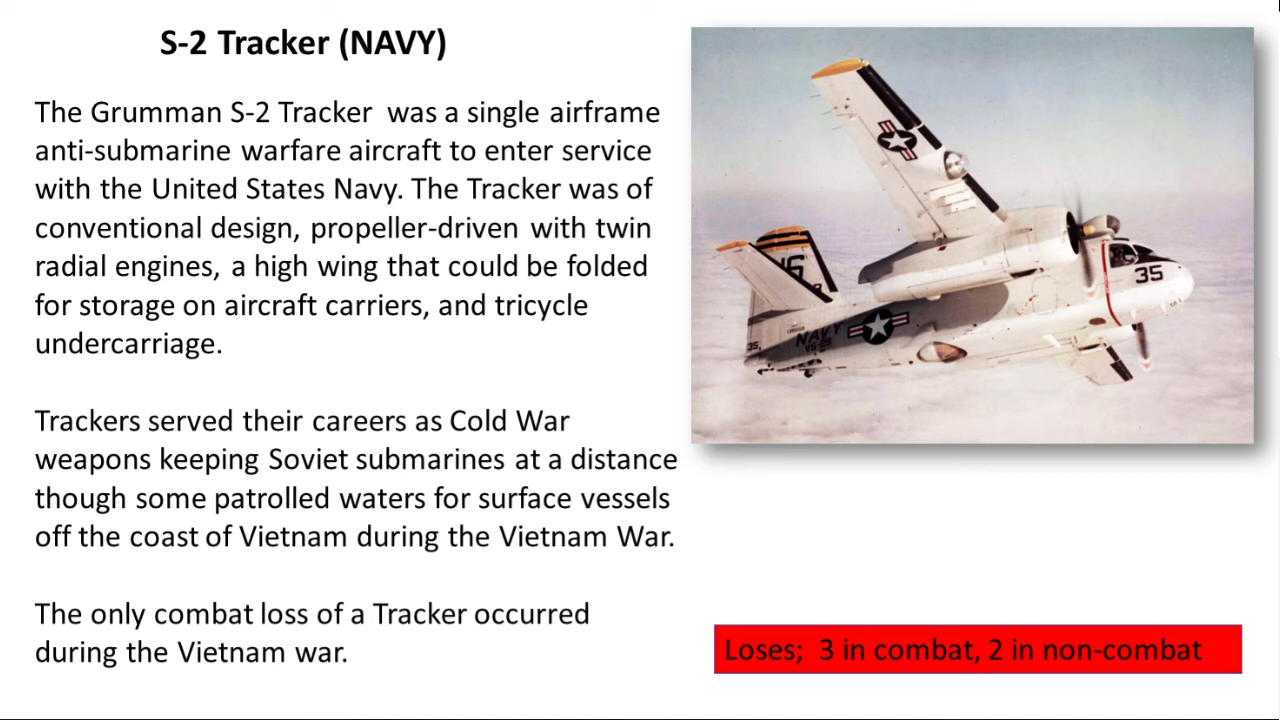 S-2 Tracker (NAVY)
The Grumman S-2 Tracker was a single airframe
anti-submarine warfare aircraft to enter service
with the United States Navy. The Tracker was of
conventional design, propeller-driven with twin
radial engines, a high wing that could be folded
for storage on aircraft carriers, and tricycle
undercarriage.
Trackers served their careers as Cold War
weapons keeping Soviet submarines at a distance
though some patrolled waters for surface vessels
off the coast of Vietnam during the Vietnam War.
The only combat loss of a Tracker occurred
during the Vietnam war.
35
NAVY
35
Loses; 3 in combat, 2 in non-combat